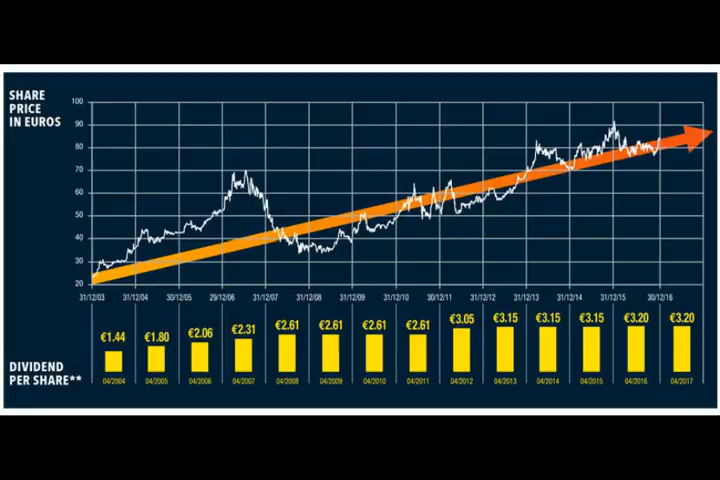 SHARE
PRICE
IN EUROS
100
90
80
70
60
50
40
30
20
31/12/03 31/12/04 30/12/05 29/12/06 31/12/07 31/12/08 31/12/09 31/12/10 30/12/11 31/12/12 31/12/13 31/12/14 31/12/15 30/12/16
€1.44 €1.80 €2.06 €2.31 €2.61 €2.61 €2.61 €2.61 €3.05 €3.15 €3.15 €3.15 €3.20 €3.20
DIVIDEND
PER SHARE**
04/2004 04/2005 04/2006 04/2007 04/2008 04/2009 04/2010 04/2011 04/2012 04/2013 04/2014 04/2015 04/2016 04/2017